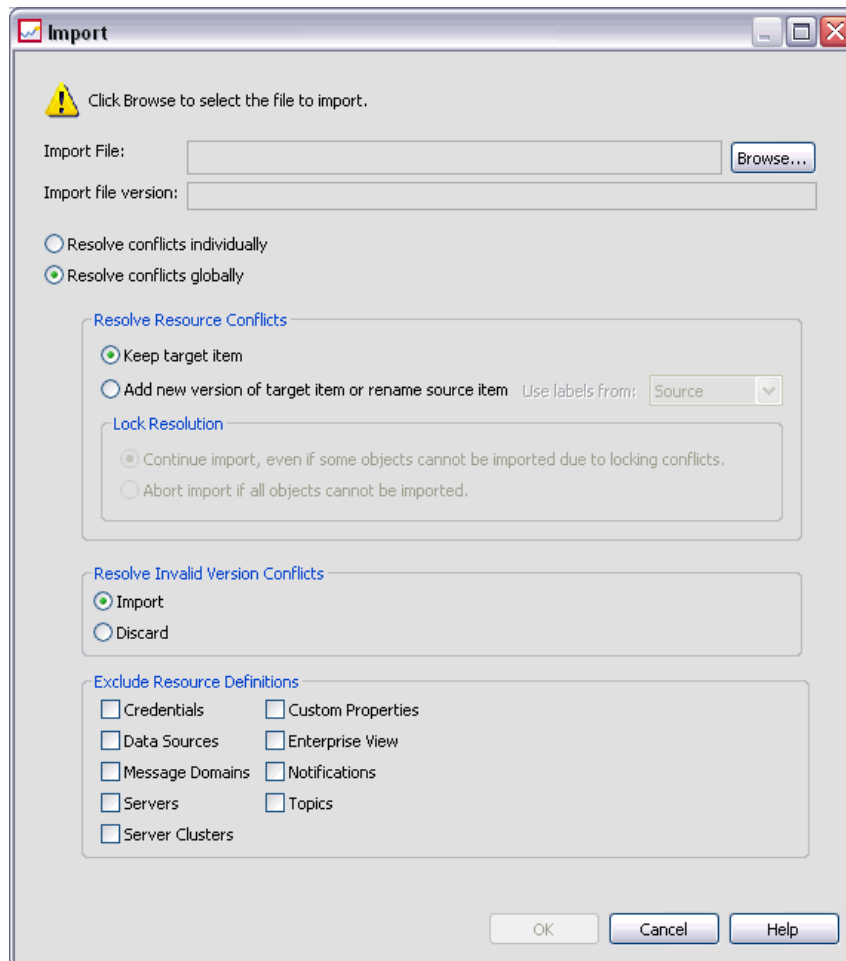 Import
Click Browse to select the file to import.
Import File:
Browse...
Import file version:
Resolve conflicts individually
Resolve conflicts globally
Resolve Resource Conflicts
Keep target item
Add new version of target item or rename source item Use labels from: Source
Lock Resolution
Continue import, even if some objects cannot be imported due to locking conflicts.
Abort import if all objects cannot be imported.
Resolve Invalid Version Conflicts
Import
Discard
Exclude Resource Definitions
Credentials Custom Properties
Data Sources Enterprise View
Message Domains Notifications
Servers Topics
Server Clusters
OK Cancel Help